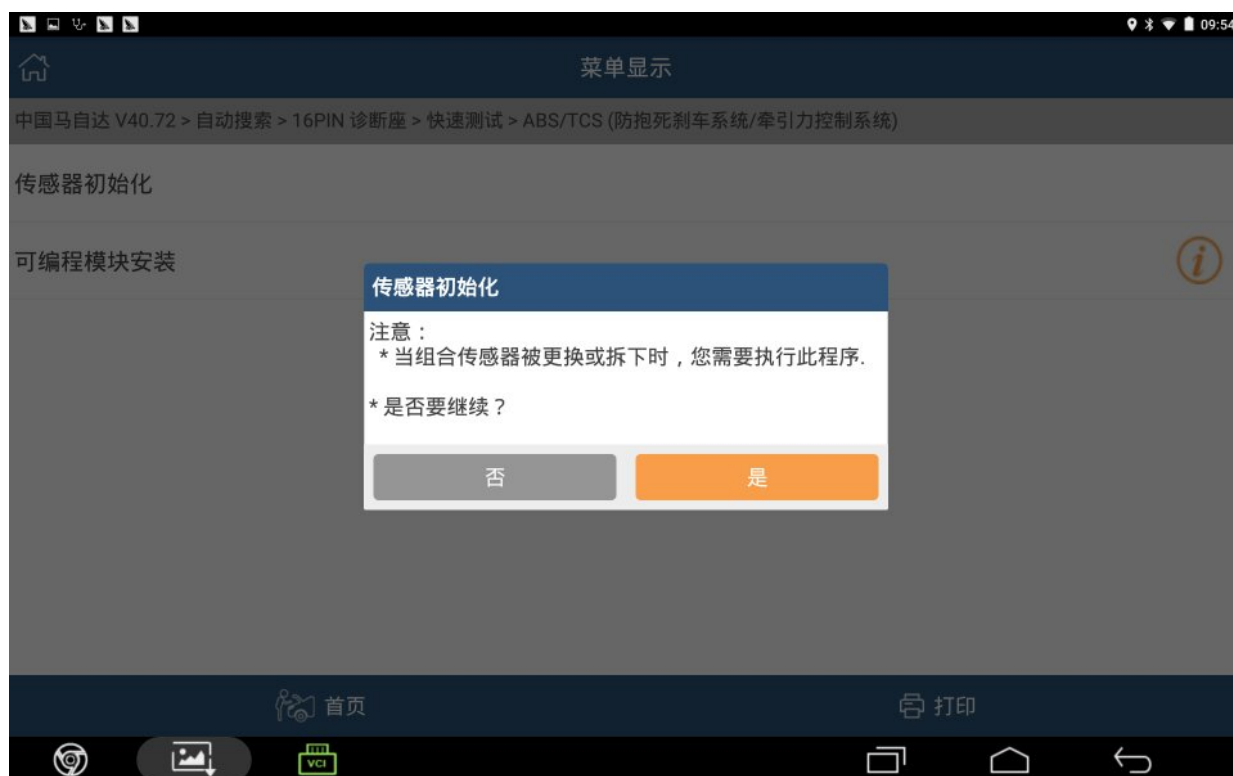 09:54
菜单显示
中国马自达 V40.72 > 自动搜索 > 16PIN 诊断座 > 快速测试 > ABS/TCS (防抱死刹车系统/牵引力控制系统)
传感器初始化
可编程模块安装
i
传感器初始化
注意：
* 当组合传感器被更换或拆下时，您需要执行此程序.
* 是否要继续？
否
是
首页
打印
VCI